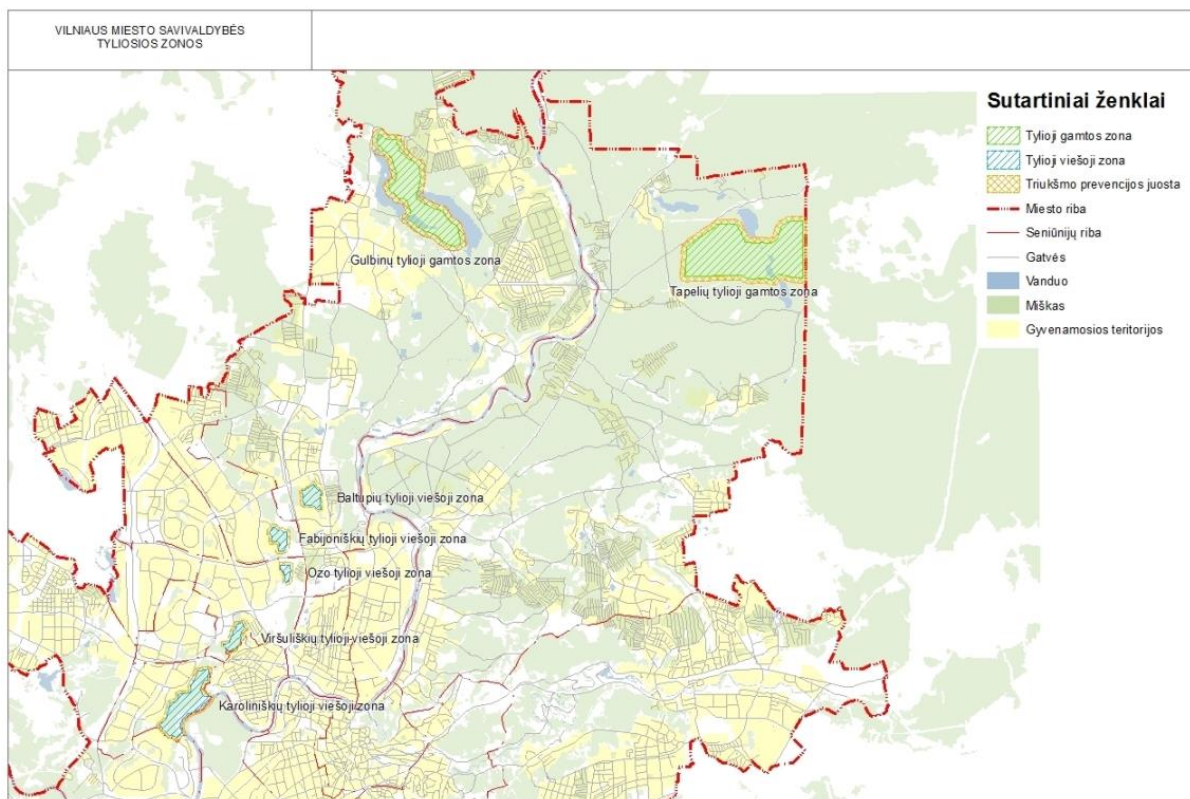 VILNIAUS MIESTO SAVIVALDYBĖS
TYLIOSIOS ZONOS
Sutartiniai ženklai
Tylioji gamtos zona
Tylioji viešoji zona
Triukšmo prevencijos juosta
Miesto riba
Seniūnijų riba
Gatvės
Vanduo
Miškas
Gyvenamosios teritorijos
Gulbinų tylioji gamtos zona
Tapelių tylioji gamtos zona
Baltupių tylioji viešoji zona
Fabijoniškių tylioji viešoji zona
Ozo tylioji viešoji zona
Viršuliškių tylioji viešoji zona
Karoliniškių tylioji viešoji zona